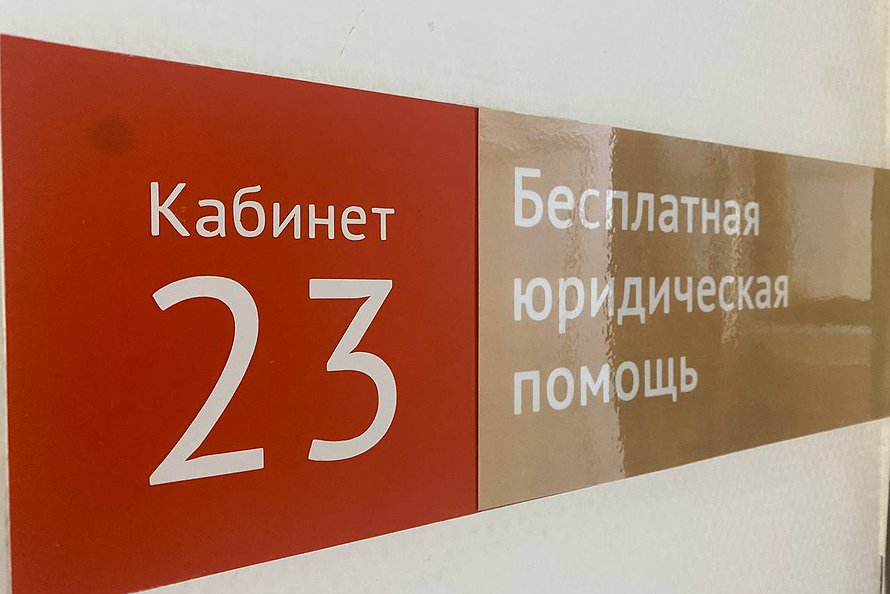 Кабинет
23
Бесплатная
юридическая
помощь